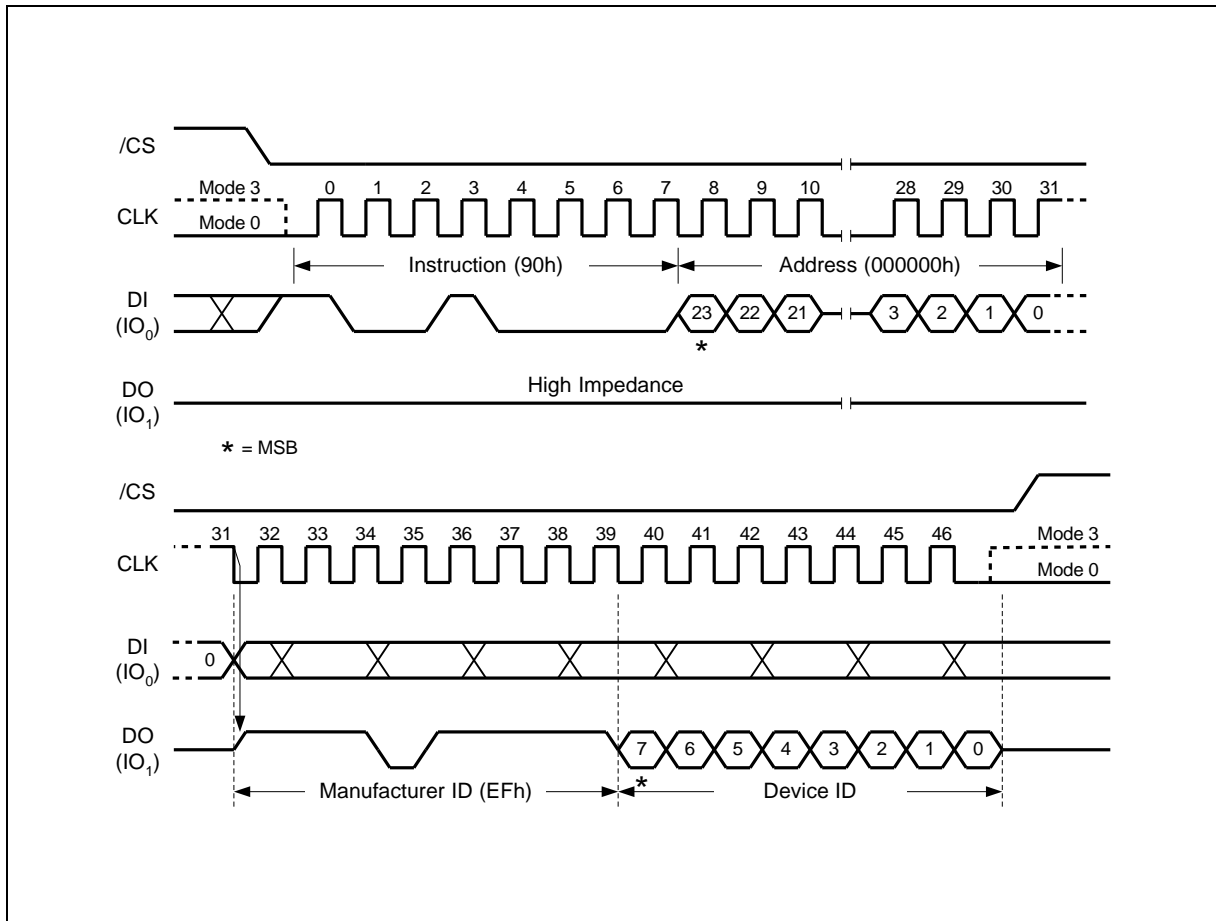 /CS
Mode 3
0 1 2 3 4 5 6 7 8 9 10 28 29 30 31
CLK
Mode 0
Instruction (90h)
Address (000000h)
DI
(IO0)
23 22 21 3 2 1 0
*
High Impedance
DO
(IO1)
* = MSB
/CS
31 32 33 34 35 36 37 38 39 40 41 42 43 44 45 46
Mode 3
CLK
Mode 0
DI
(IO0)
0
DO
(IO1)
7 6 5 4 3 2 1 0
*
Manufacturer ID (EFh)
Device ID